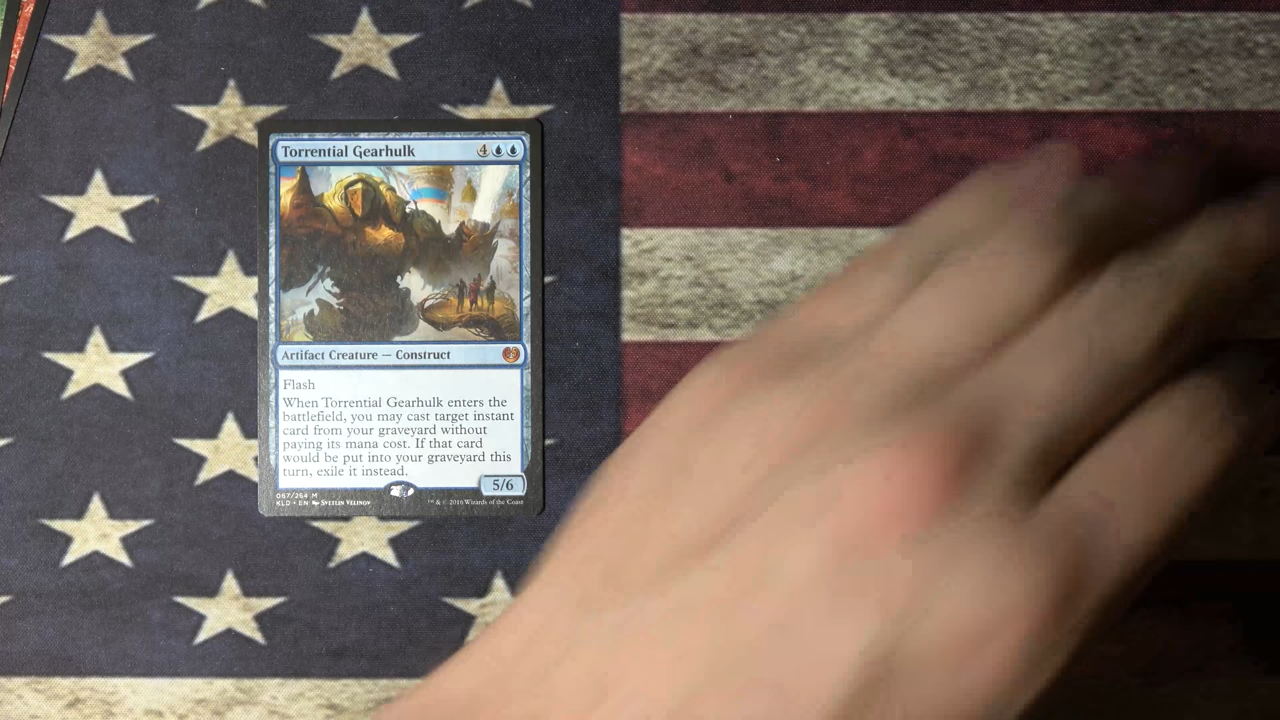 Torrential Gearhulk 4
Artifact Creature — Construct
Flash
When Torrential Gearhulk enters the
battlefield, you may cast target instant
card from your graveyard without
paying its mana cost. If that card
would be put into your graveyard this
turn, exile it instead.
5/6
087/264 M
KLD • EN Svetlin Velinov
™ & © 2016 Wizards of the Coast